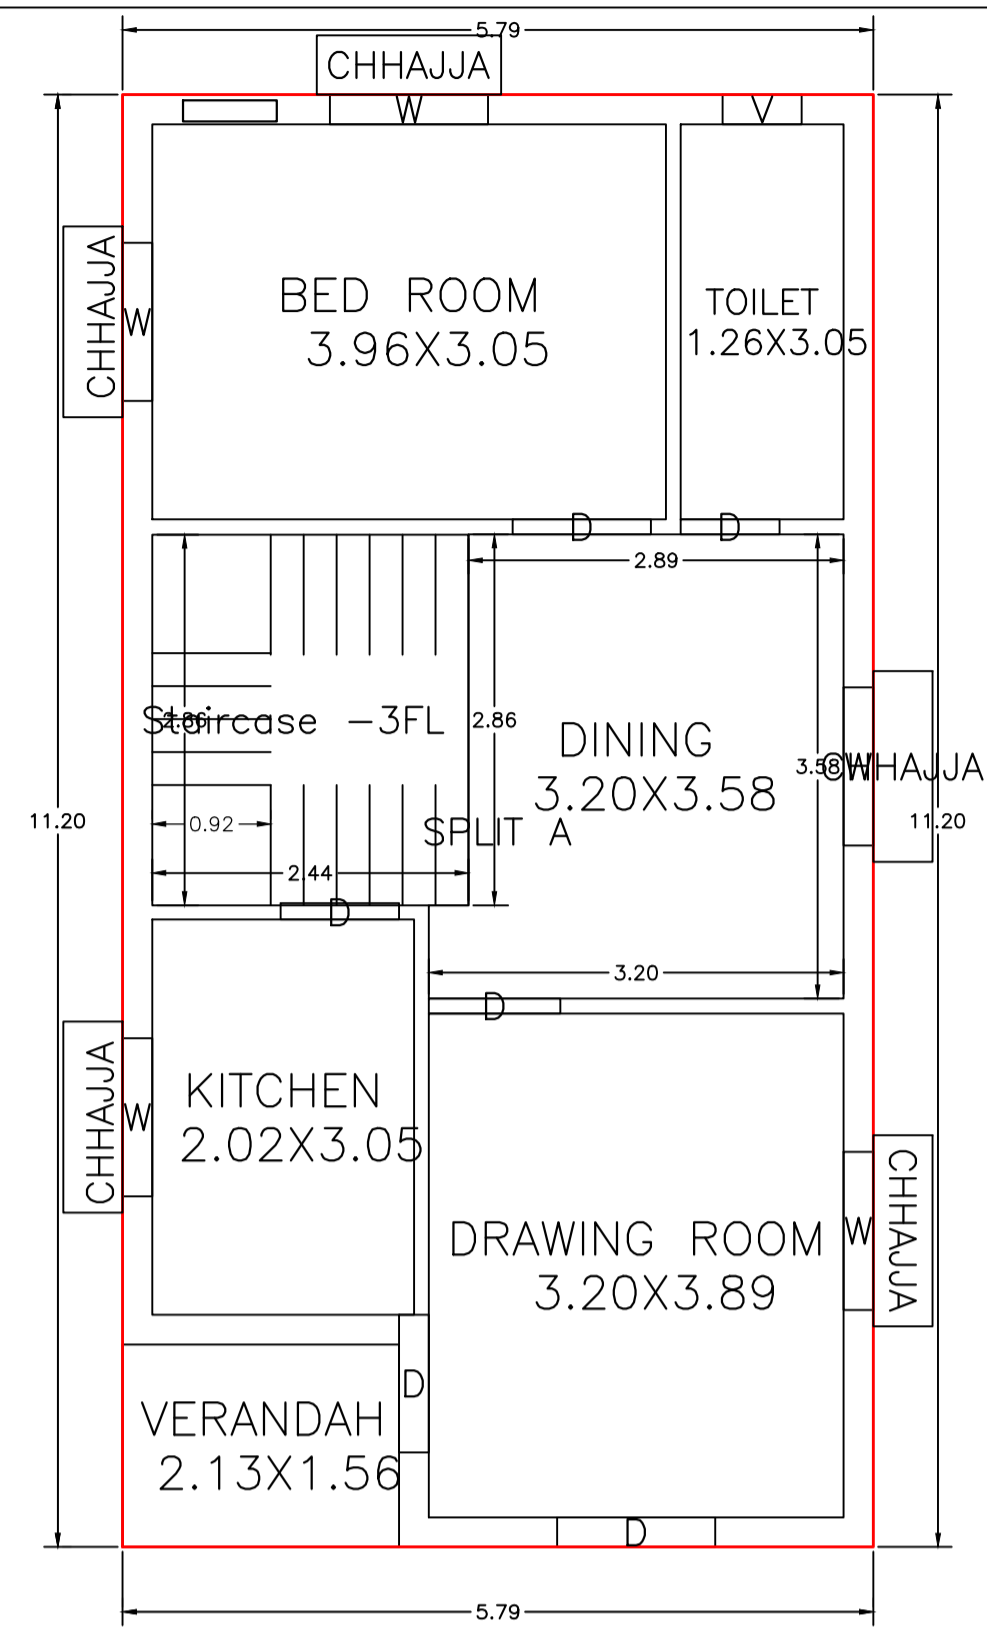 5.79
CHHAJJA
W
V
CHHAJJA
W
BED ROOM
3.96X3.05
TOILET
1.26X3.05
D
D
2.89
2.86
Staircase -3FL
2.86
DINING
3.20X3.58
3.58
W
CHHAJJA
11.20
0.92
SPLIT A
11.20
2.44
D
3.20
D
CHHAJJA
W
KITCHEN
2.02X3.05
DRAWING ROOM
3.20X3.89
W
CHHAJJA
D
VERANDAH
2.13X1.56
D
5.79